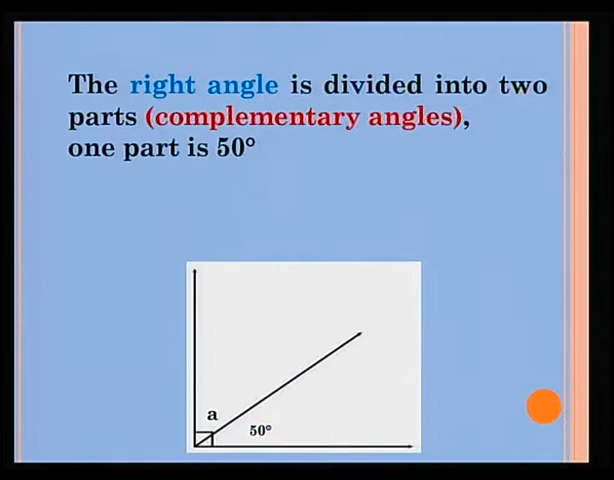 The right angle is divided into two
parts (complementary angles),
one part is 50°
a
50°